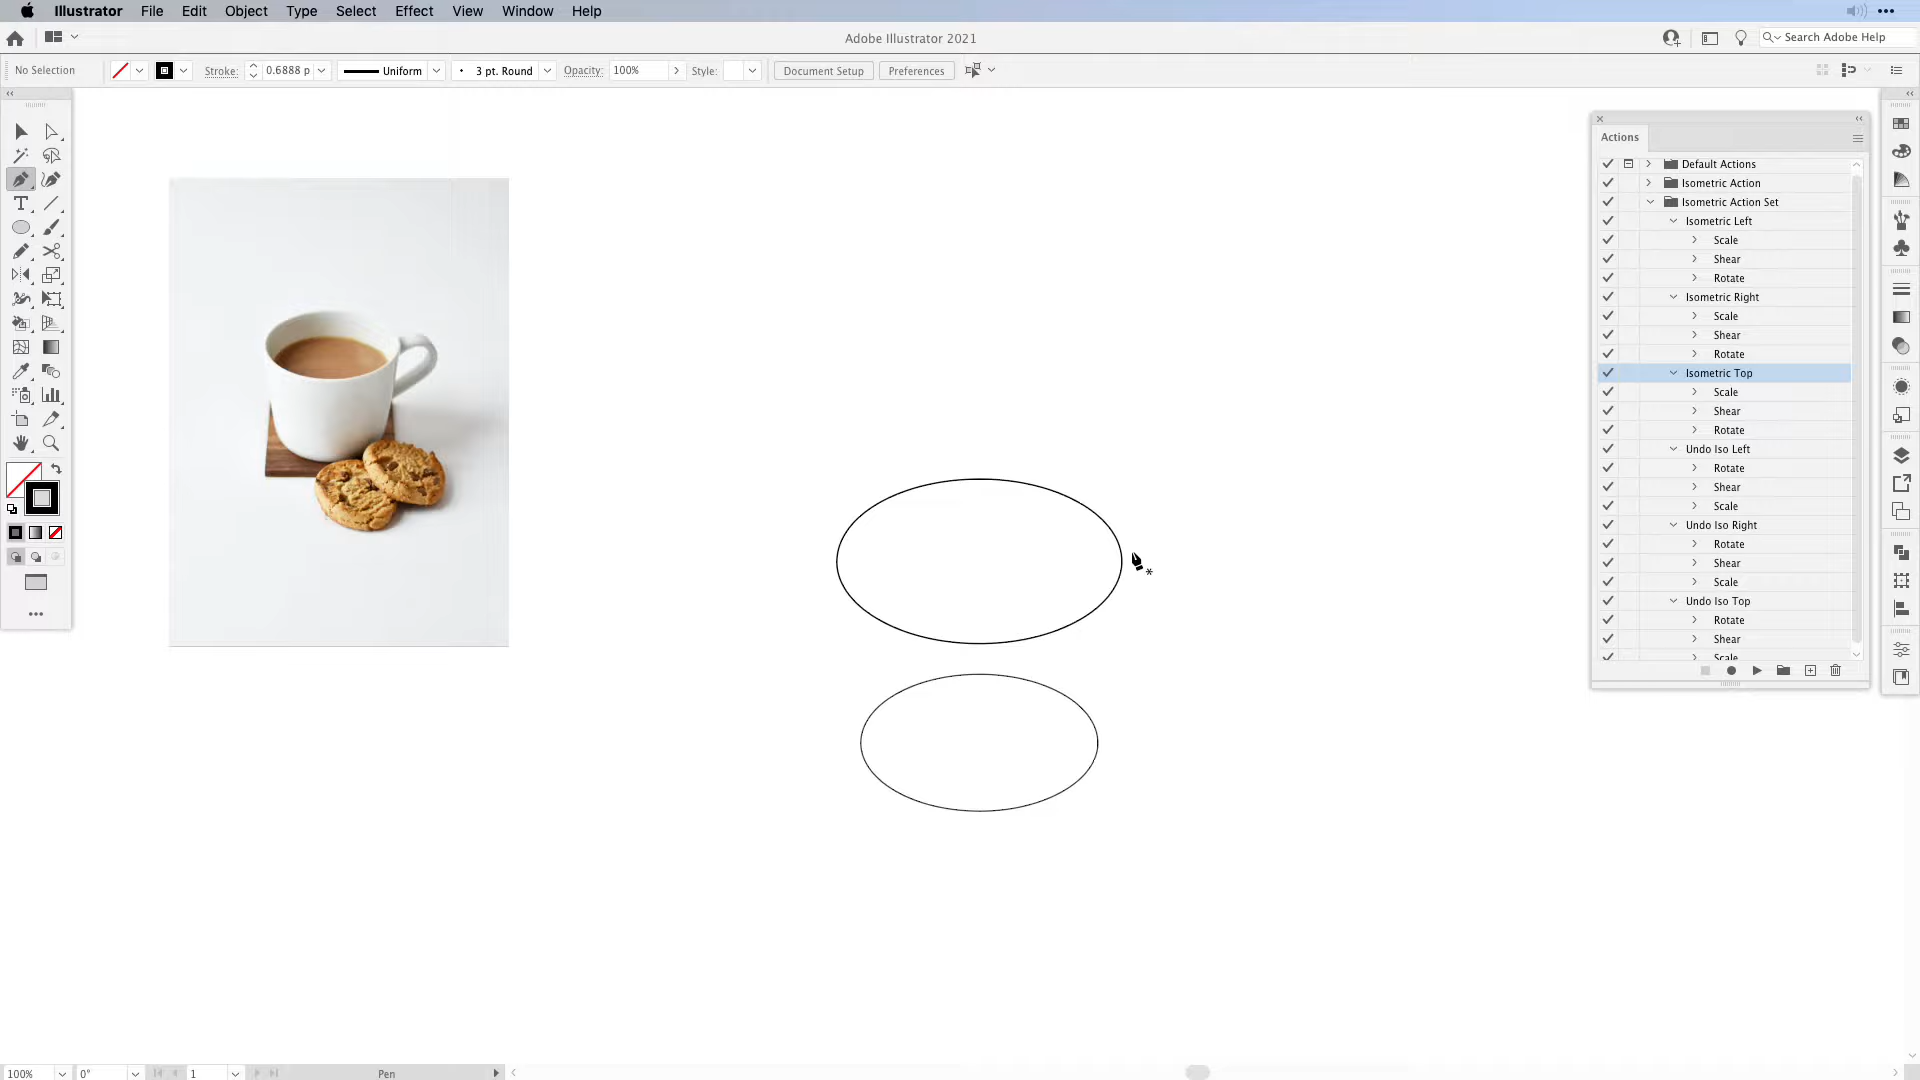 Illustrator File Edit Object Type Select Effect View Window Help
Adobe Illustrator 2021
Search Adobe Help
No Selection Stroke: 0.6888 p Uniform 3 pt. Round Opacity: 100% Style: Document Setup Preferences
Actions
Default Actions
Isometric Action
Isometric Action Set
Isometric Left
Scale
Shear
Rotate
Isometric Right
Scale
Shear
Rotate
Isometric Top
Scale
Shear
Rotate
Undo Iso Left
Rotate
Shear
Scale
Undo Iso Right
Rotate
Shear
Scale
Undo Iso Top
Rotate
Shear
Scale
100% 0° 1 Pen